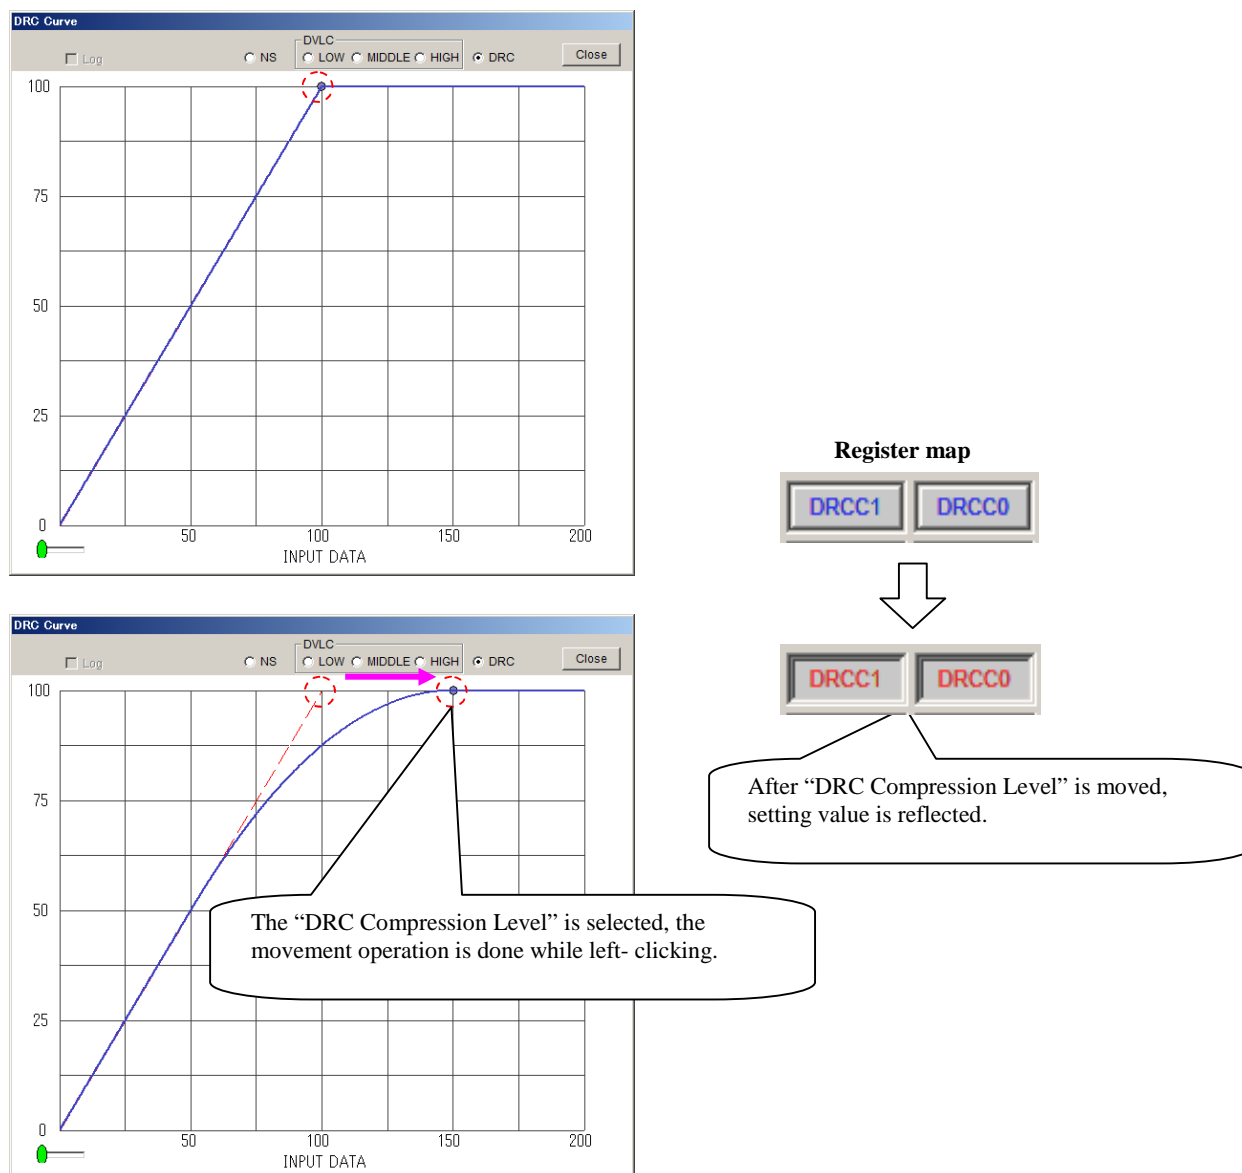 DRC Curve
DVLC
Log
NS
LOW
MIDDLE
HIGH
DRC
Close
100
75
50
25
0
50
100
150
200
INPUT DATA
Register map
DRCC1
DRCC0
DRCC1
DRCC0
After “DRC Compression Level” is moved,
setting value is reflected.
DRC Curve
DVLC
Log
NS
LOW
MIDDLE
HIGH
DRC
Close
100
75
50
25
0
50
100
150
200
INPUT DATA
The “DRC Compression Level” is selected, the
movement operation is done while left- clicking.